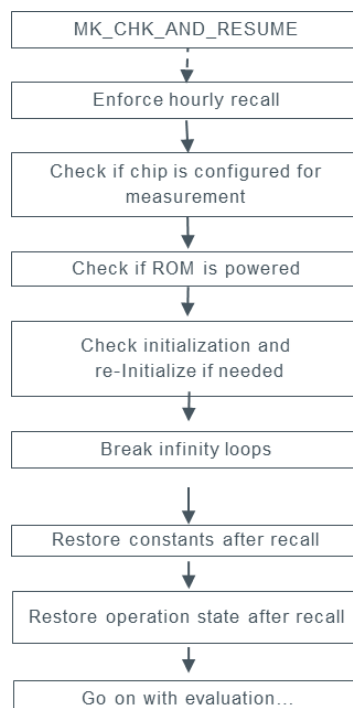 MK_CHK_AND_RESUME
Enforce hourly recall
Check if chip is configured for
measurement
Check if ROM is powered
Check initialization and
re-Initialize if needed
Break infinity loops
Restore constants after recall
Restore operation state after recall
Go on with evaluation...